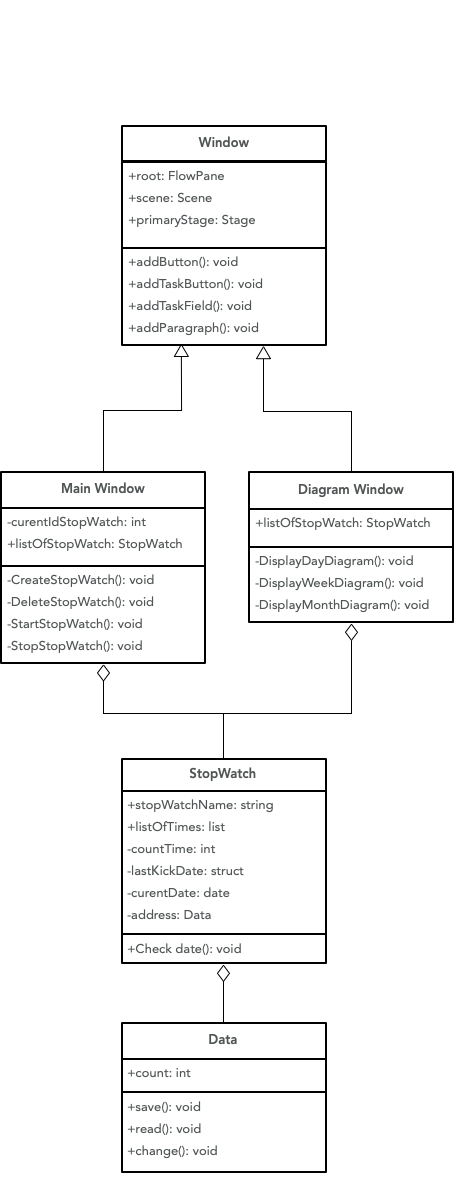 Window
+root: FlowPane
+scene: Scene
+primaryStage: Stage
+addButton(): void
+addTaskButton(): void
+addTaskField(): void
+addParagraph(): void
Main Window
-curentIdStopWatch: int
+listOfStopWatch: StopWatch
-CreateStopWatch(): void
-DeleteStopWatch(): void
-StartStopWatch(): void
-StopStopWatch(): void
Diagram Window
+listOfStopWatch: StopWatch
-DisplayDayDiagram(): void
-DisplayWeekDiagram(): void
-DisplayMonthDiagram(): void
StopWatch
+stopWatchName: string
+listOfTimes: list
-countTime: int
-lastKickDate: struct
-curentDate: date
-address: Data
+Check date(): void
Data
+count: int
+save(): void
+read(): void
+change(): void